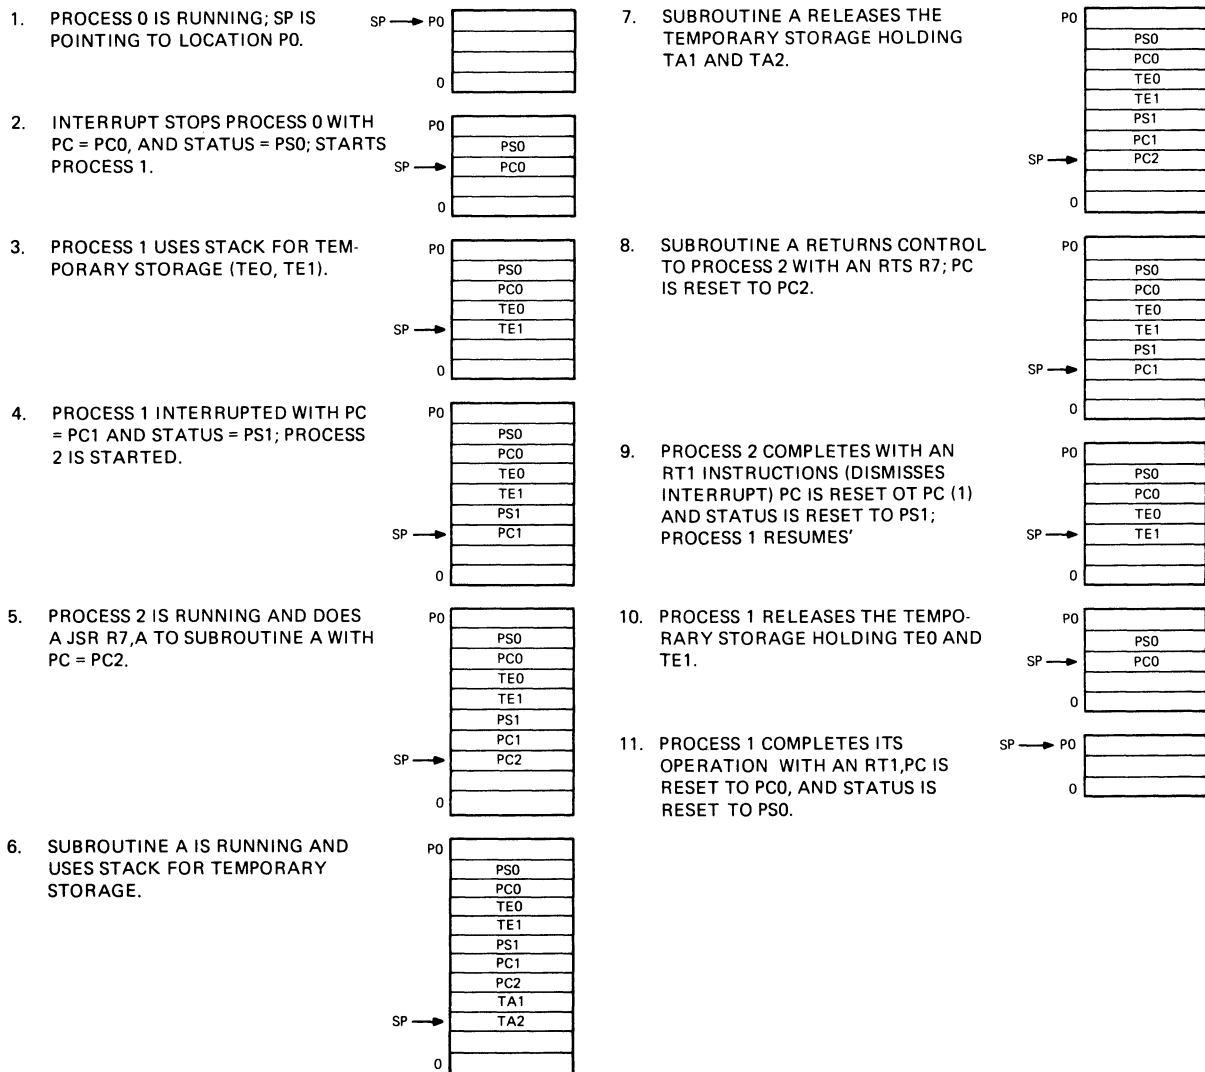 1. PROCESS 0 IS RUNNING; SP IS
POINTING TO LOCATION P0.
SP P0
0
2. INTERRUPT STOPS PROCESS 0 WITH
PC = PC0, AND STATUS = PS0; STARTS
PROCESS 1.
P0
PS0
SP PC0
0
3. PROCESS 1 USES STACK FOR TEM-
PORARY STORAGE (TE0, TE1).
P0
PS0
PC0
TE0
SP TE1
0
4. PROCESS 1 INTERRUPTED WITH PC
= PC1 AND STATUS = PS1; PROCESS
2 IS STARTED.
P0
PS0
PC0
TE0
TE1
PS1
SP PC1
0
5. PROCESS 2 IS RUNNING AND DOES
A JSR R7,A TO SUBROUTINE A WITH
PC = PC2.
P0
PS0
PC0
TE0
TE1
PS1
PC1
SP PC2
0
6. SUBROUTINE A IS RUNNING AND
USES STACK FOR TEMPORARY
STORAGE.
P0
PS0
PC0
TE0
TE1
PS1
PC1
PC2
TA1
SP TA2
0
7. SUBROUTINE A RELEASES THE
TEMPORARY STORAGE HOLDING
TA1 AND TA2.
P0
PS0
PC0
TE0
TE1
PS1
PC1
SP PC2
0
8. SUBROUTINE A RETURNS CONTROL
TO PROCESS 2 WITH AN RTS R7; PC
IS RESET TO PC2.
P0
PS0
PC0
TE0
TE1
PS1
SP PC1
0
9. PROCESS 2 COMPLETES WITH AN
RT1 INSTRUCTIONS (DISMISSES
INTERRUPT) PC IS RESET OT PC (1)
AND STATUS IS RESET TO PS1;
PROCESS 1 RESUMES'
P0
PS0
PC0
TE0
SP TE1
0
10. PROCESS 1 RELEASES THE TEMPO-
RARY STORAGE HOLDING TE0 AND
TE1.
P0
PS0
SP PC0
0
11. PROCESS 1 COMPLETES ITS
OPERATION WITH AN RT1,PC IS
RESET TO PC0, AND STATUS IS
RESET TO PS0.
SP P0
0